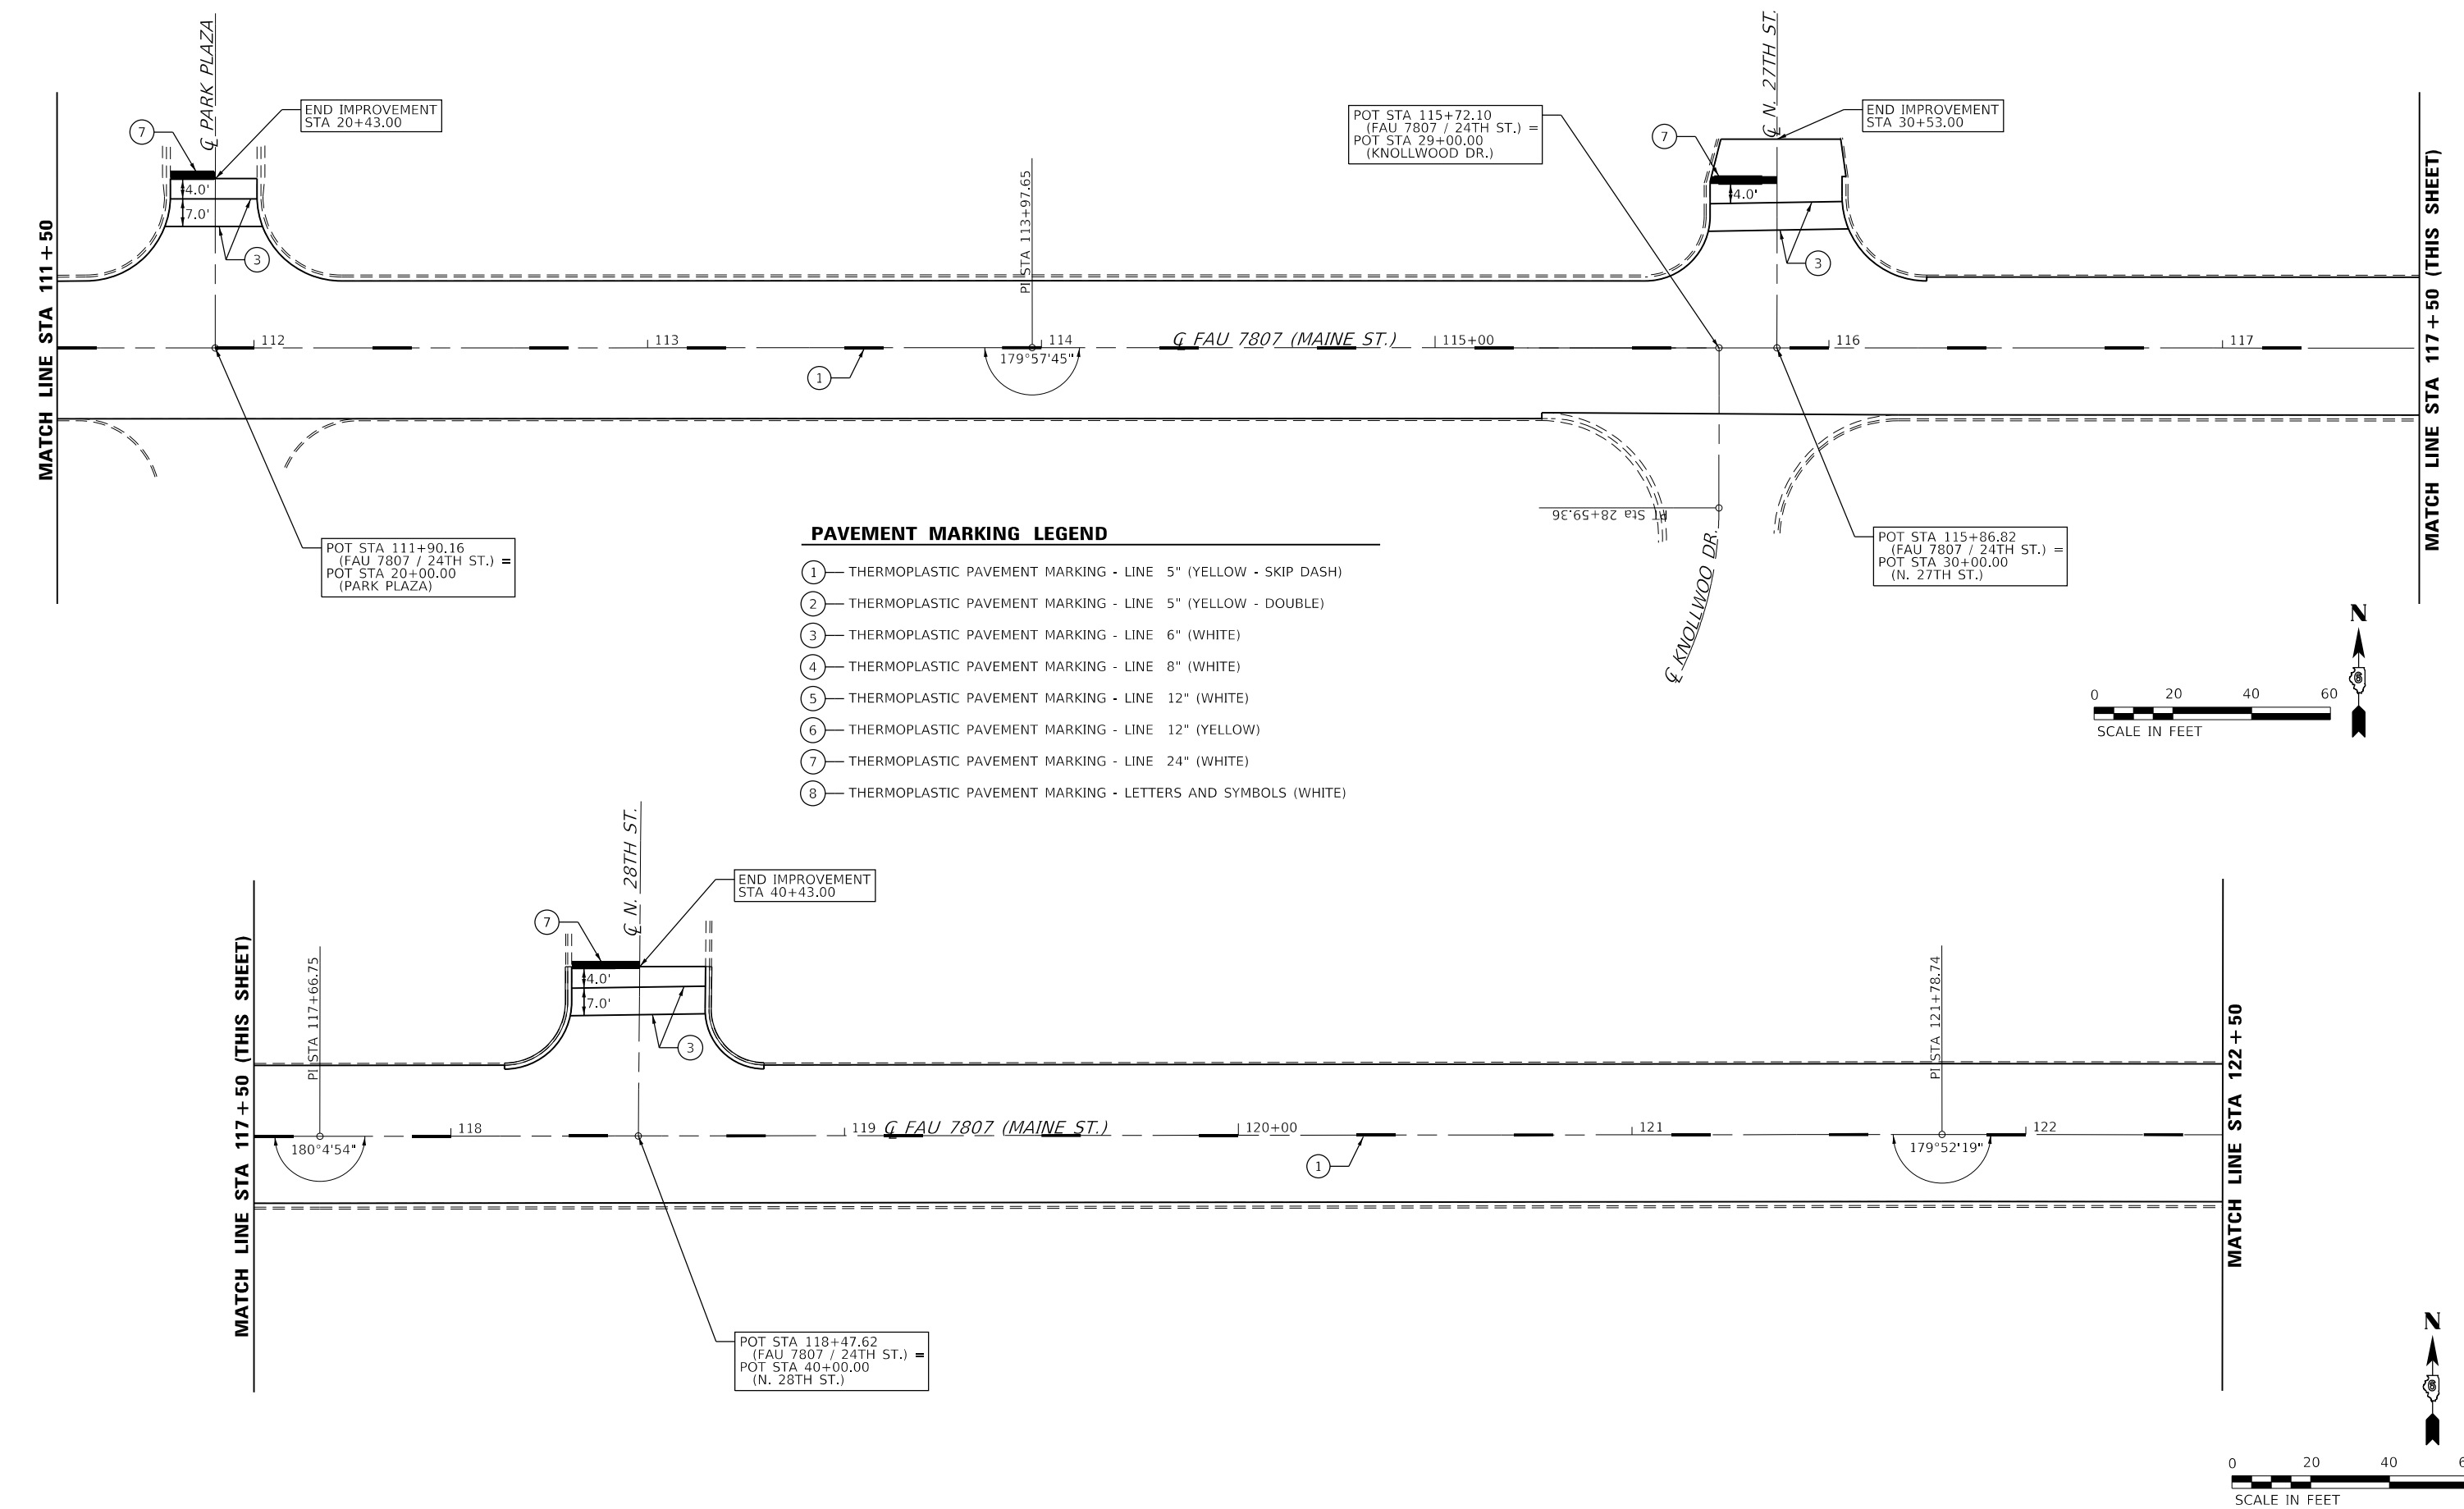 ℄ PARK PLAZA
END IMPROVEMENT
STA 20+43.00
7
4.0'
7.0'
3
MATCH LINE STA 111+50
112
113
PI STA 113+97.65
114
179°57'45"
1
℄ FAU 7807 (MAINE ST.)
115+00
POT STA 115+72.10
(FAU 7807 / 24TH ST.) =
POT STA 29+00.00
(KNOLLWOOD DR.)
℄ N. 27TH ST.
END IMPROVEMENT
STA 30+53.00
7
4.0'
3
116
117
MATCH LINE STA 117+50 (THIS SHEET)
POT STA 111+90.16
(FAU 7807 / 24TH ST.) =
POT STA 20+00.00
(PARK PLAZA)
PT Sta 28+59.36
℄ KNOLLWOO DR.
POT STA 115+86.82
(FAU 7807 / 24TH ST.) =
POT STA 30+00.00
(N. 27TH ST.)
PAVEMENT MARKING LEGEND
1 THERMOPLASTIC PAVEMENT MARKING - LINE 5" (YELLOW - SKIP DASH)
2 THERMOPLASTIC PAVEMENT MARKING - LINE 5" (YELLOW - DOUBLE)
3 THERMOPLASTIC PAVEMENT MARKING - LINE 6" (WHITE)
4 THERMOPLASTIC PAVEMENT MARKING - LINE 8" (WHITE)
5 THERMOPLASTIC PAVEMENT MARKING - LINE 12" (WHITE)
6 THERMOPLASTIC PAVEMENT MARKING - LINE 12" (YELLOW)
7 THERMOPLASTIC PAVEMENT MARKING - LINE 24" (WHITE)
8 THERMOPLASTIC PAVEMENT MARKING - LETTERS AND SYMBOLS (WHITE)
N
6
0 20 40 60
SCALE IN FEET
℄ N. 28TH ST.
END IMPROVEMENT
STA 40+43.00
7
4.0'
7.0'
3
MATCH LINE STA 117+50 (THIS SHEET)
PI STA 117+66.75
180°4'54"
118
119
℄ FAU 7807 (MAINE ST.)
120+00
1
121
PI STA 121+78.74
179°52'19"
122
MATCH LINE STA 122+50
POT STA 118+47.62
(FAU 7807 / 24TH ST.) =
POT STA 40+00.00
(N. 28TH ST.)
N
6
0 20 40 6
SCALE IN FEET